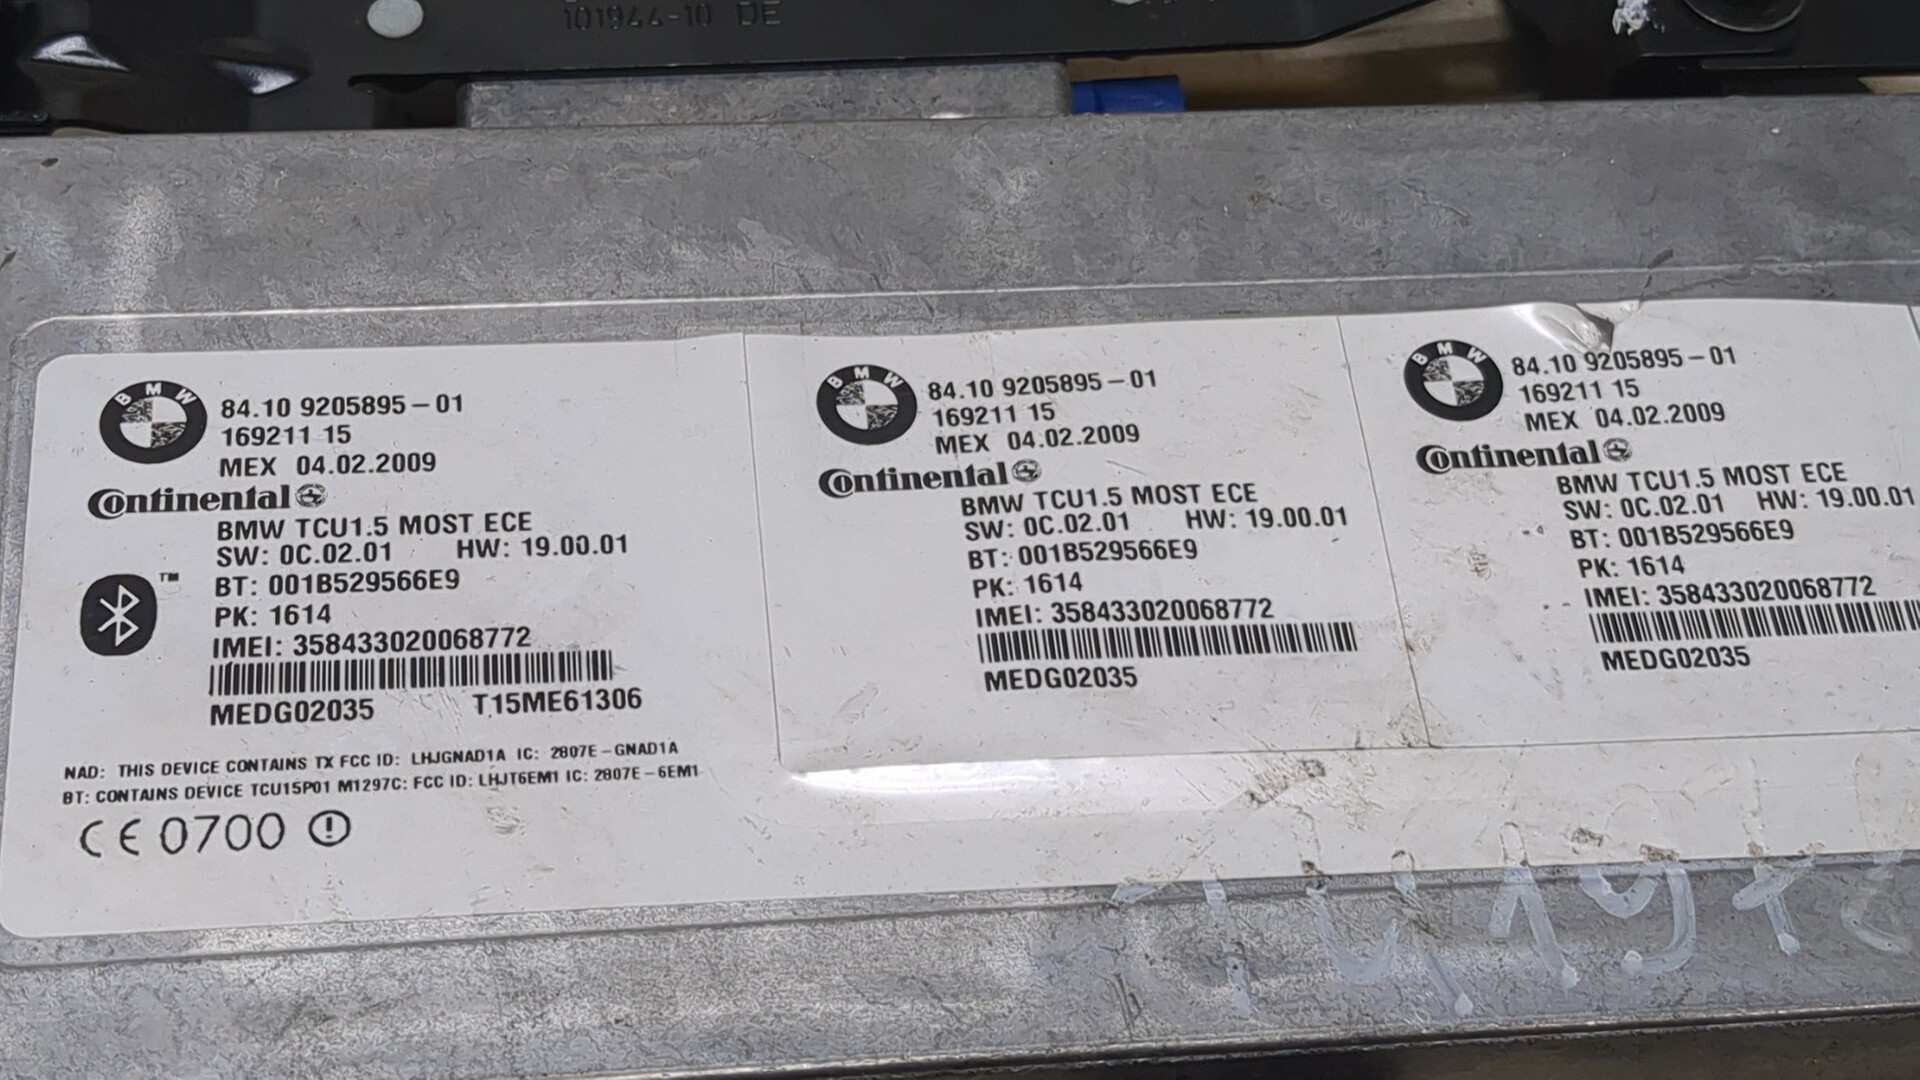 101944-10 DE
BMW
84.10 9205895-01
169211 15
MEX 04.02.2009
Continental
BMW TCU1.5 MOST ECE
SW: 0C.02.01 HW: 19.00.01
BT: 001B529566E9
PK: 1614
IMEI: 358433020068772
MEDG02035 T15ME61306
NAD: THIS DEVICE CONTAINS TX FCC ID: LHJGNAD1A IC: 2807E-GNAD1A
BT: CONTAINS DEVICE TCU15P01 M1297C: FCC ID: LHJT6EM1 IC: 2807E-6EM1
CE 0700
TM
BMW
84.10 9205895-01
169211 15
MEX 04.02.2009
Continental
BMW TCU1.5 MOST ECE
SW: 0C.02.01 HW: 19.00.01
BT: 001B529566E9
PK: 1614
IMEI: 358433020068772
MEDG02035
BMW
84.10 9205895-01
169211 15
MEX 04.02.2009
Continental
BMW TCU1.5 MOST ECE
SW: 0C.02.01 HW: 19.00.01
BT: 001B529566E9
PK: 1614
IMEI: 358433020068772
MEDG02035